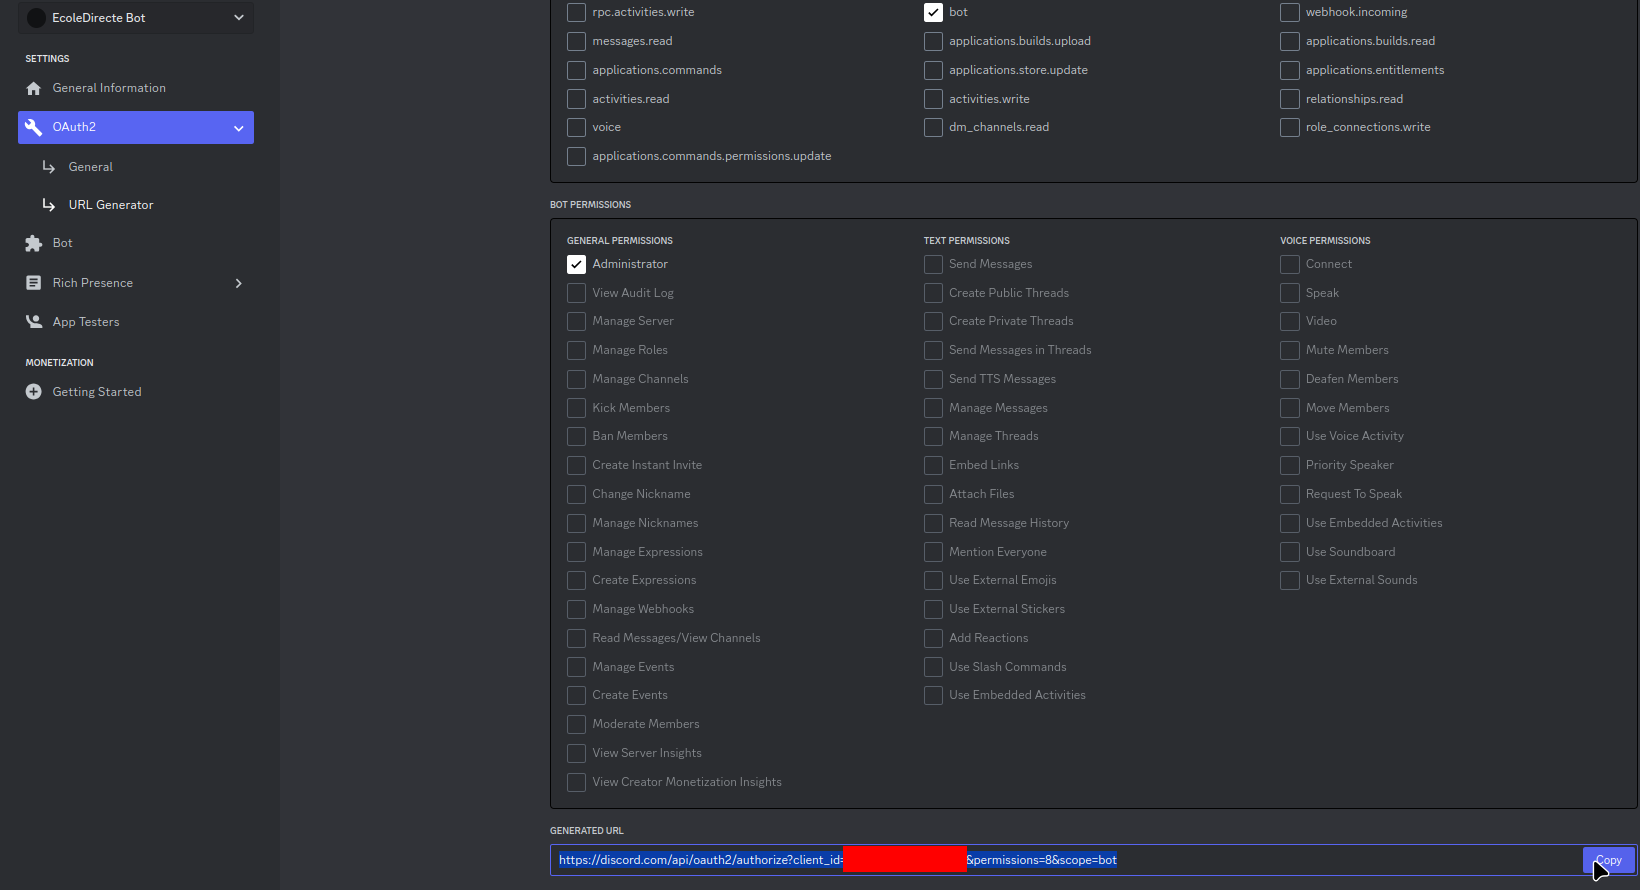 EcoleDirecte Bot
SETTINGS
General Information
OAuth2
General
URL Generator
Bot
Rich Presence
App Testers
MONETIZATION
Getting Started
rpc.activities.write
bot
webhook.incoming
messages.read
applications.builds.upload
applications.builds.read
applications.commands
applications.store.update
applications.entitlements
activities.read
activities.write
relationships.read
voice
dm_channels.read
role_connections.write
applications.commands.permissions.update
BOT PERMISSIONS
GENERAL PERMISSIONS
Administrator
View Audit Log
Manage Server
Manage Roles
Manage Channels
Kick Members
Ban Members
Create Instant Invite
Change Nickname
Manage Nicknames
Manage Expressions
Create Expressions
Manage Webhooks
Read Messages/View Channels
Manage Events
Create Events
Moderate Members
View Server Insights
View Creator Monetization Insights
TEXT PERMISSIONS
Send Messages
Create Public Threads
Create Private Threads
Send Messages in Threads
Send TTS Messages
Manage Messages
Manage Threads
Embed Links
Attach Files
Read Message History
Mention Everyone
Use External Emojis
Use External Stickers
Add Reactions
Use Slash Commands
Use Embedded Activities
VOICE PERMISSIONS
Connect
Speak
Video
Mute Members
Deafen Members
Move Members
Use Voice Activity
Priority Speaker
Request To Speak
Use Embedded Activities
Use Soundboard
Use External Sounds
GENERATED URL
https://discord.com/api/oauth2/authorize?client_id= &permissions=8&scope=bot
Copy